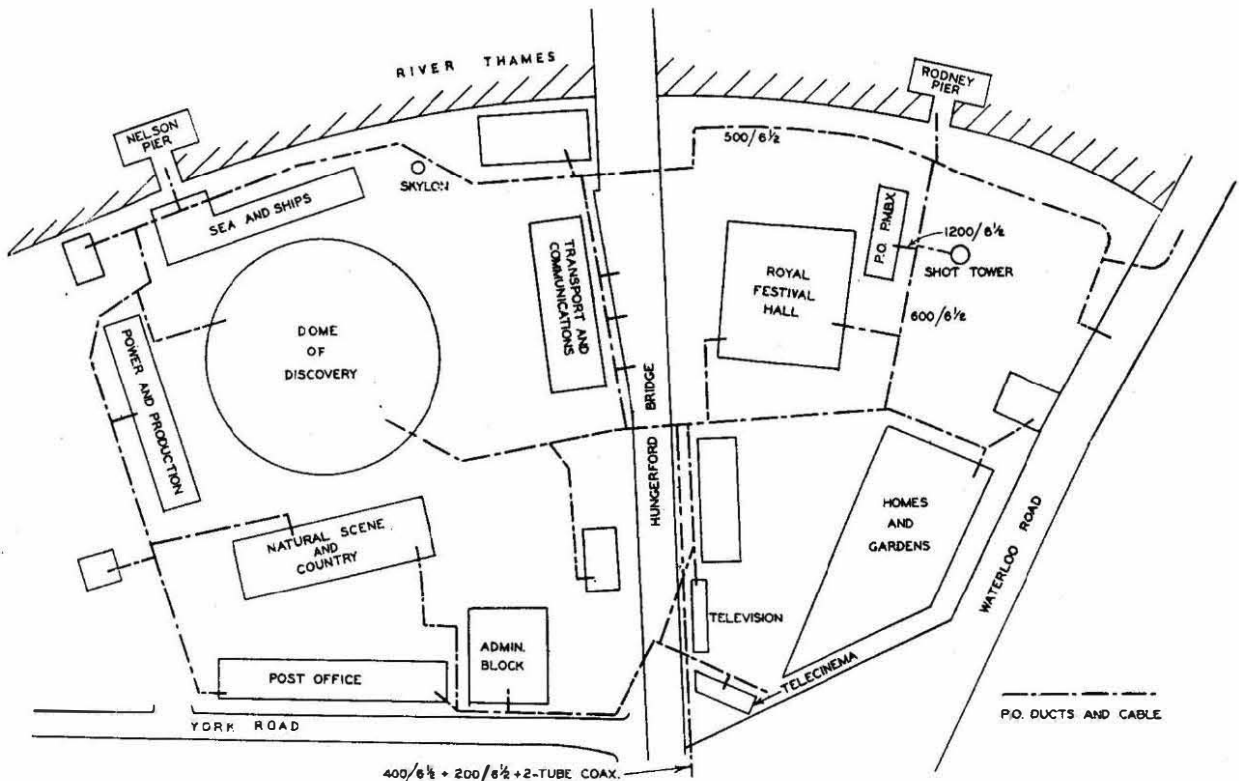 RIVER THAMES
RODNEY
PIER
NELSON
PIER
500/6½
SKYLON
SEA AND SHIPS
P.O. P.M.B.X
1200/6½
SHOT TOWER
TRANSPORT AND
COMMUNICATIONS
ROYAL
FESTIVAL
HALL
600/6½
DOME
OF
DISCOVERY
POWER AND PRODUCTION
HUNGERFORD BRIDGE
HOMES
AND
GARDENS
WATERLOO ROAD
NATURAL SCENE
AND
COUNTRY
TELEVISION
ADMIN.
BLOCK
POST OFFICE
TELECINEMA
P.O. DUCTS AND CABLE
YORK ROAD
400/6½ + 200/6½ + 2-TUBE COAX.